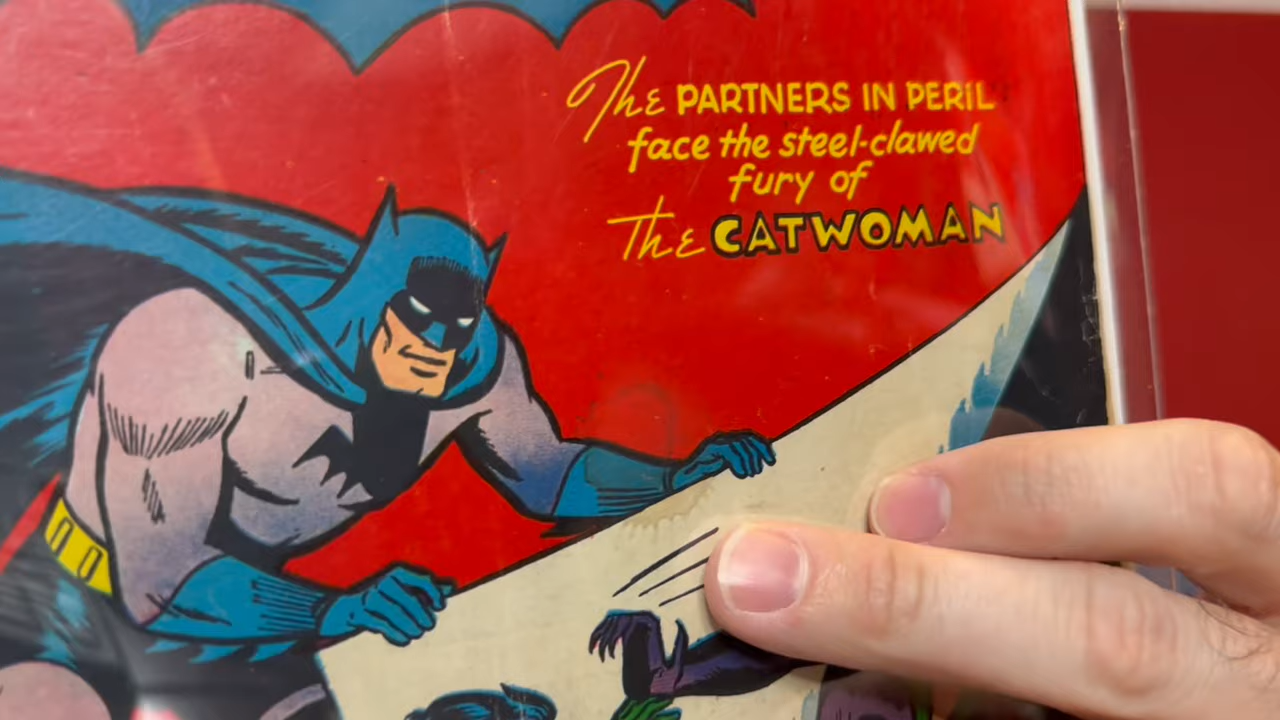 The PARTNERS IN PERIL
face the steel-clawed
fury of
The CATWOMAN